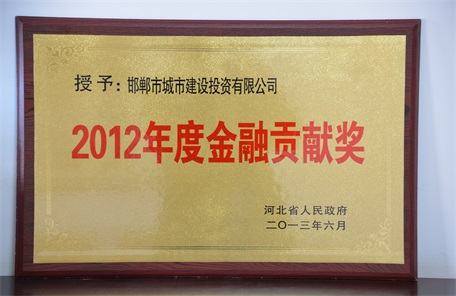 授予：邯郸市城市建设投资有限公司
2012年度金融贡献奖
河北省人民政府
二〇一三年六月